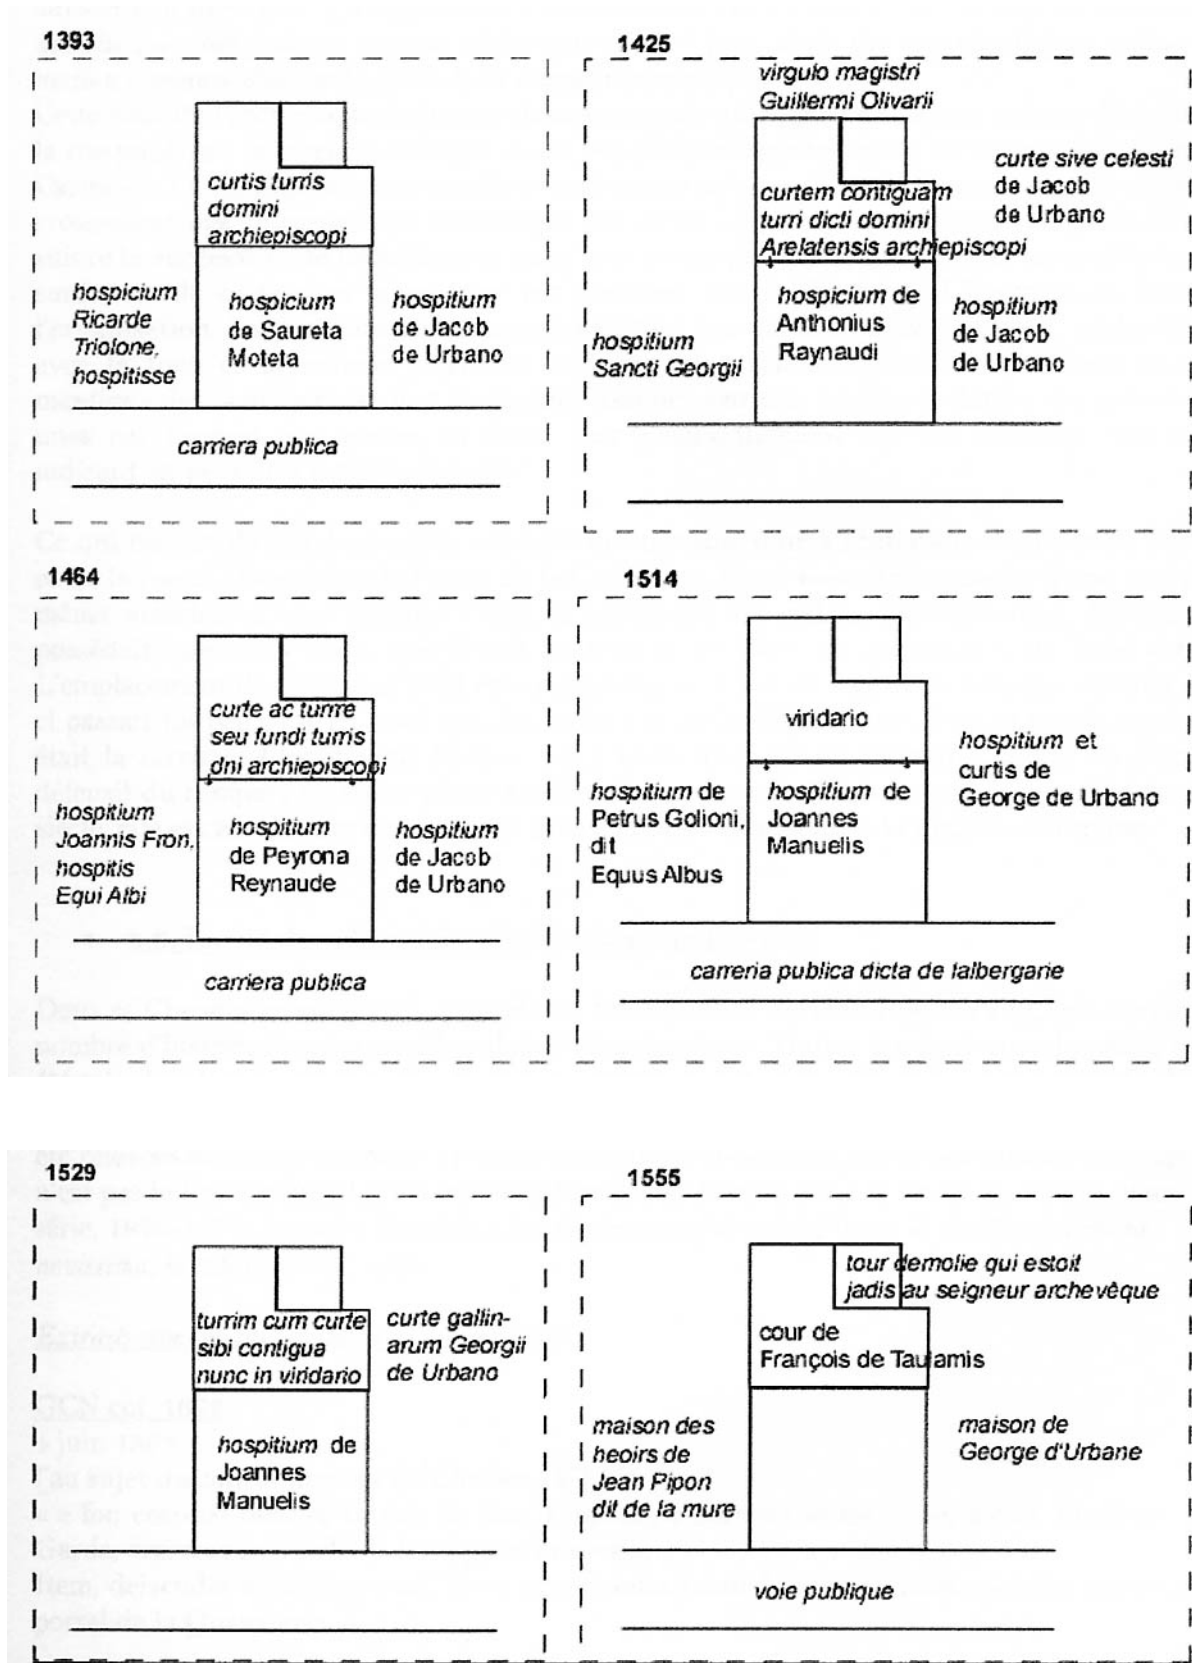 1393
curtis turris
domini
archiepiscopi
hospicium
Ricarde
Triolone,
hospitisse
hospicium
de Saureta
Moteta
hospitium
de Jacob
de Urbano
carriera publica
1425
virgulo magistri
Guillermi Olivarii
curte sive celesti
de Jacob
de Urbano
curtem contiguam
turri dicti domini
Arelatensis archiepiscopi
hospitium
Sancti Georgii
hospicium de
Anthonius
Raynaudi
hospitium
de Jacob
de Urbano
1464
curte ac turre
seu fundi turris
dni archiepiscopi
hospitium
Joannis Fron,
hospitis
Equi Albi
hospitium
de Peyrona
Reynaude
hospitium
de Jacob
de Urbano
carriera publica
1514
viridario
hospitium et
curtis de
George de Urbano
hospitium de
Petrus Golioni,
dit
Equus Albus
hospitium de
Joannes
Manuelis
carreria publica dicta de lalbergarie
1529
turrim cum curte
sibi contigua
nunc in viridario
curte gallin-
arum Georgii
de Urbano
hospitium de
Joannes
Manuelis
1555
tour demolie qui estoit
jadis au seigneur archevêque
cour de
François de Taulamis
maison des
heoirs de
Jean Pipon
dit de la mure
maison de
George d'Urbane
voie publique